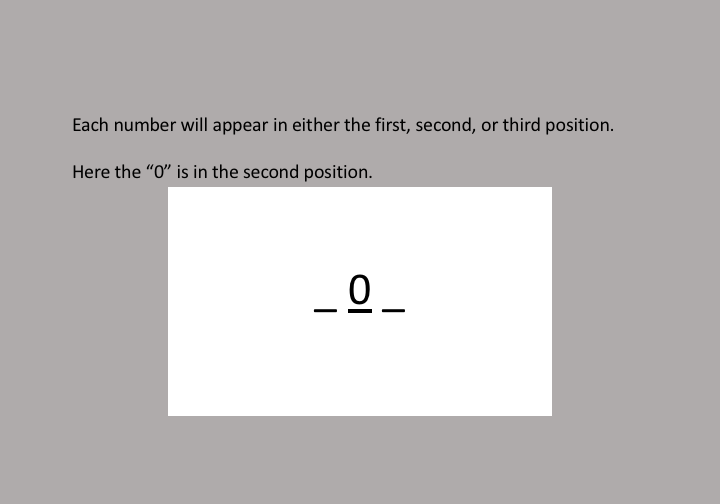 Each number will appear in either the first, second, or third position.
Here the “0” is in the second position.
_ 0 _